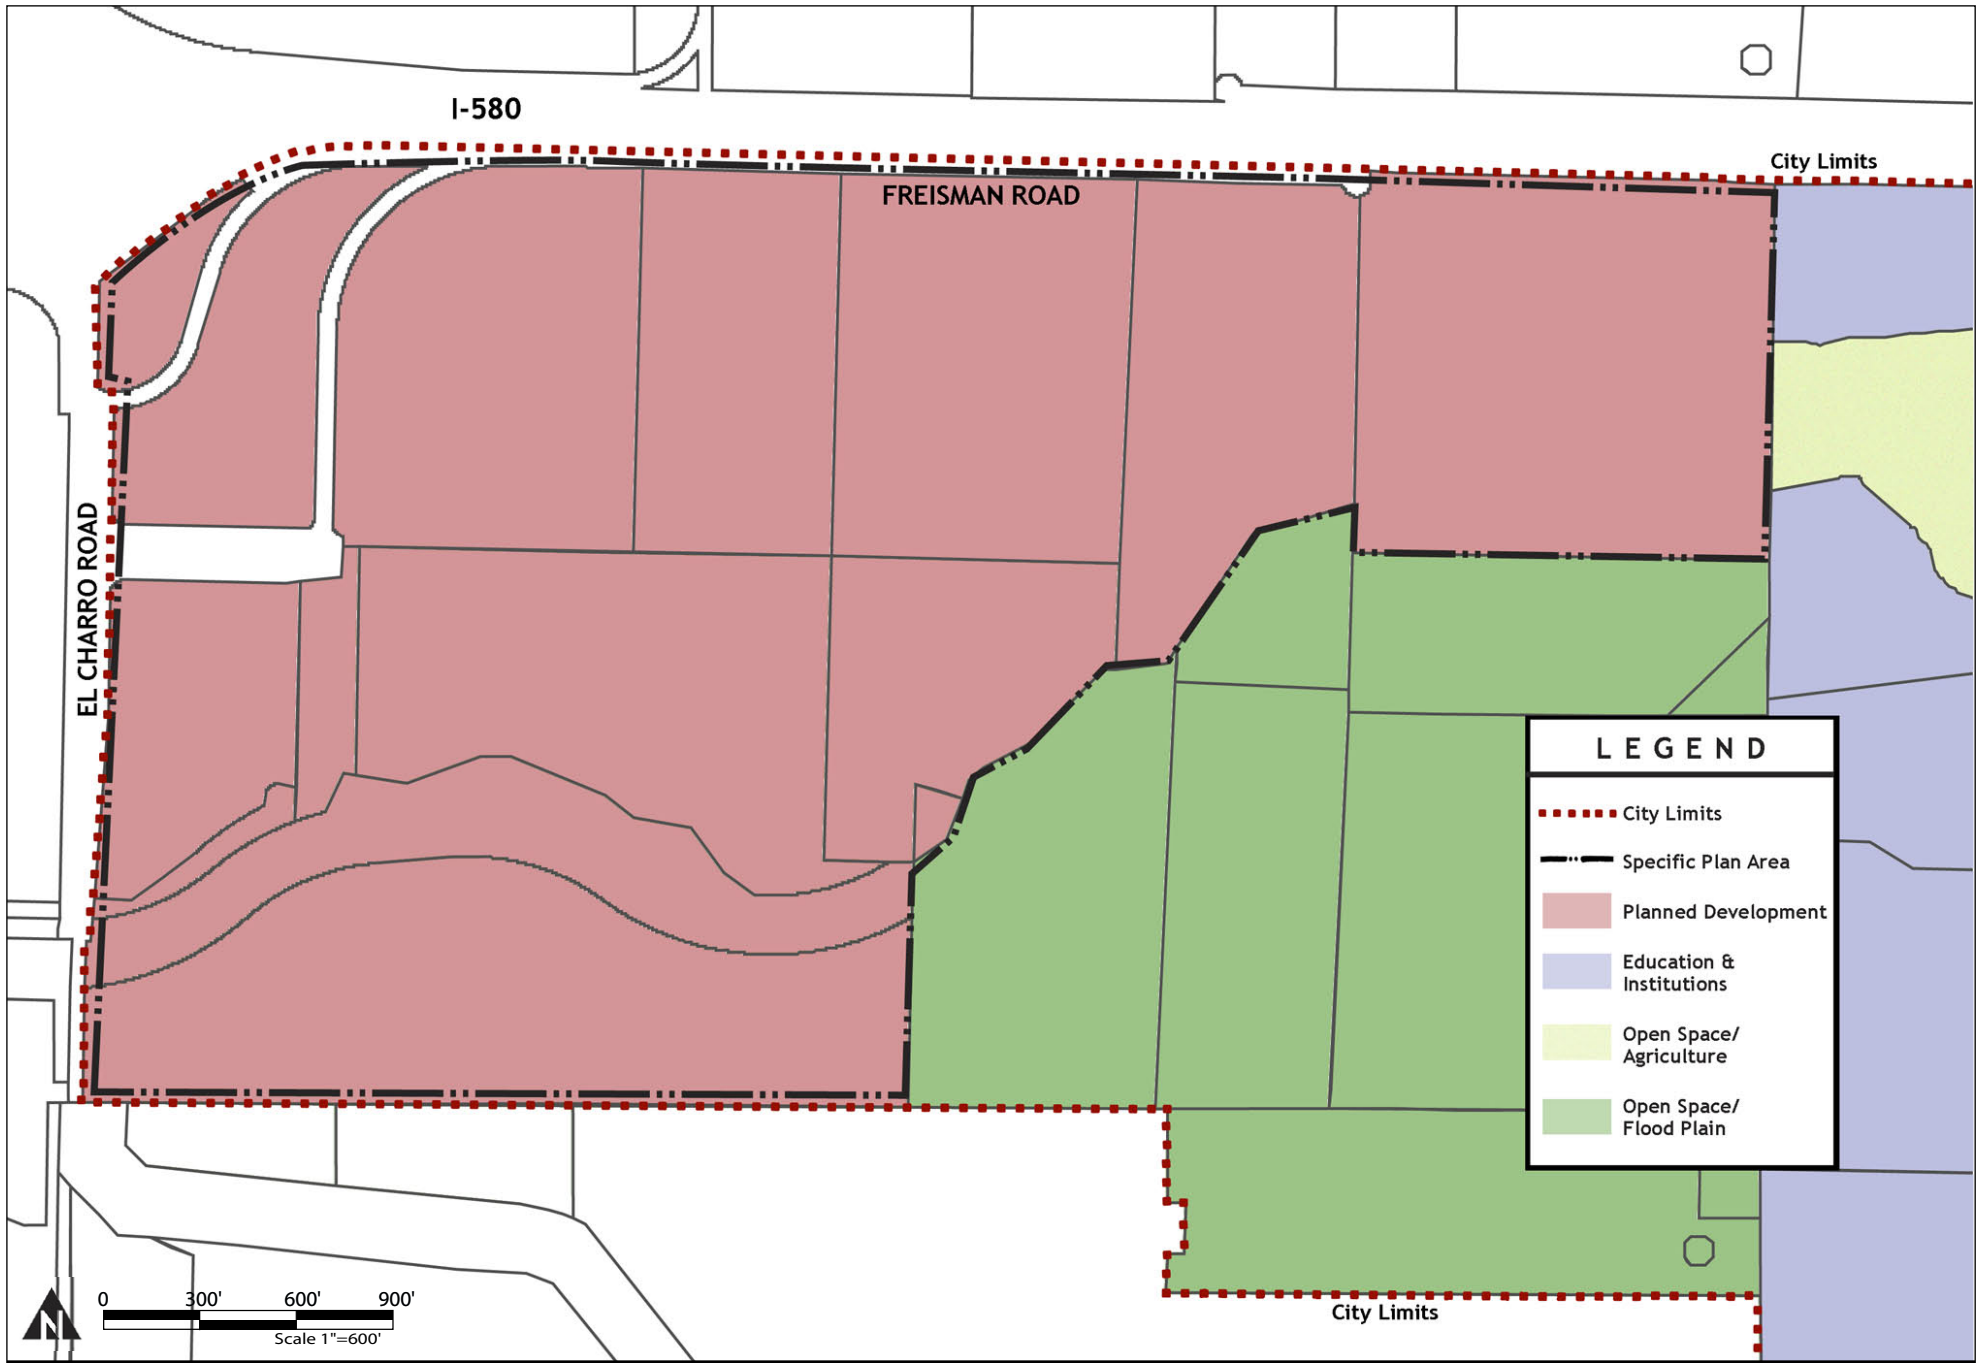 I-580
City Limits
FREISMAN ROAD
EL CHARRO ROAD
LEGEND
City Limits
Specific Plan Area
Planned Development
Education &
Institutions
Open Space/
Agriculture
Open Space/
Flood Plain
N
0 300' 600' 900'
Scale 1"=600'
City Limits